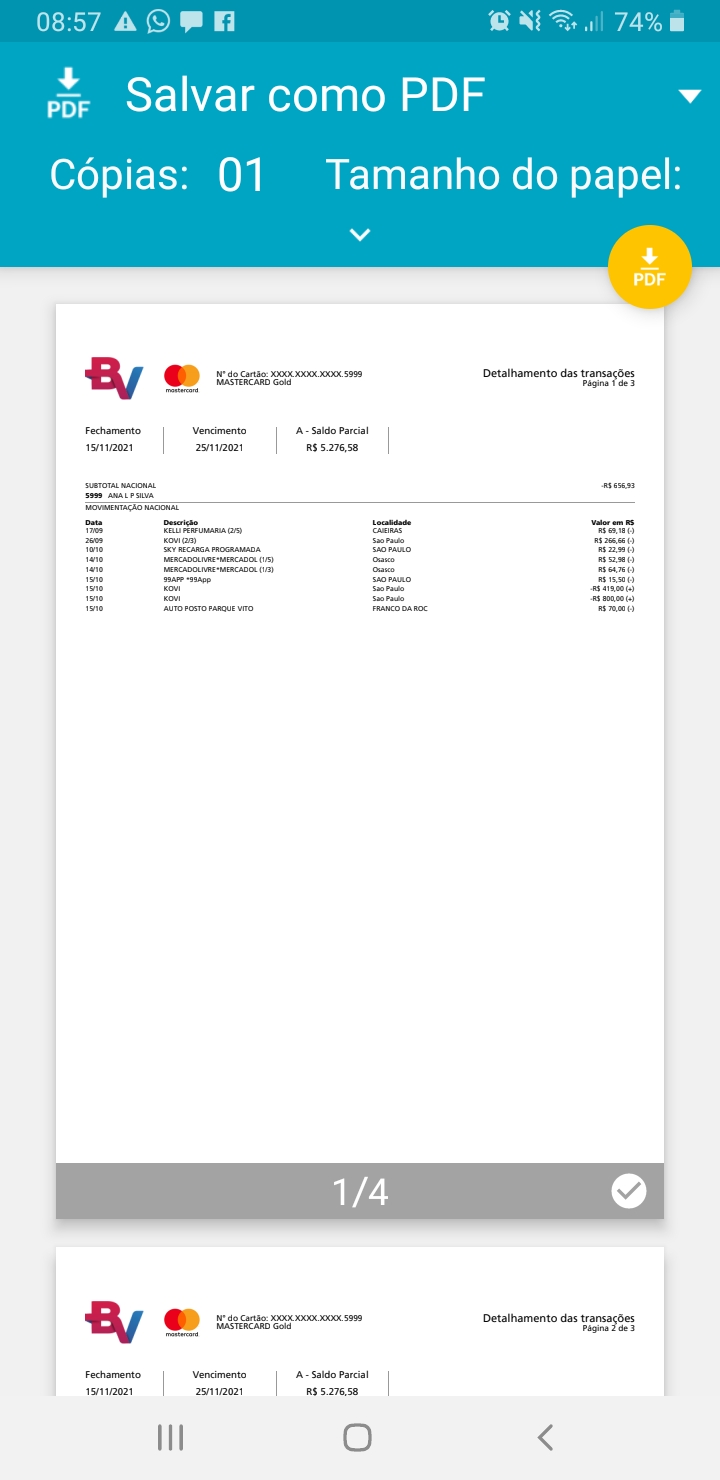 08:57 74%
PDF Salvar como PDF
Cópias: 01 Tamanho do papel:
PDF
BV mastercard N° do Cartão: XXXX.XXXX.XXXX.5999 Detalhamento das transações
MASTERCARD Gold Página 1 de 3
Fechamento Vencimento A - Saldo Parcial
15/11/2021 25/11/2021 R$ 5.276,58
SUBTOTAL NACIONAL -R$ 656,93
5999 ANA L P SILVA
MOVIMENTAÇÃO NACIONAL
Data Descrição Localidade Valor em R$
17/09 KELLI PERFUMARIA (2/5) CAIEIRAS R$ 69,18 (-)
26/09 KOVI (2/3) Sao Paulo R$ 266,66 (-)
10/10 SKY RECARGA PROGRAMADA SAO PAULO R$ 22,99 (-)
14/10 MERCADOLIVRE*MERCADOL (1/5) Osasco R$ 52,98 (-)
14/10 MERCADOLIVRE*MERCADOL (1/3) Osasco R$ 64,76 (-)
15/10 99APP *99App SAO PAULO R$ 15,50 (-)
15/10 KOVI Sao Paulo -R$ 419,00 (+)
15/10 KOVI Sao Paulo -R$ 800,00 (+)
15/10 AUTO POSTO PARQUE VITO FRANCO DA ROC R$ 70,00 (-)
1/4
BV mastercard N° do Cartão: XXXX.XXXX.XXXX.5999 Detalhamento das transações
MASTERCARD Gold Página 2 de 3
Fechamento Vencimento A - Saldo Parcial
15/11/2021 25/11/2021 R$ 5.276,58